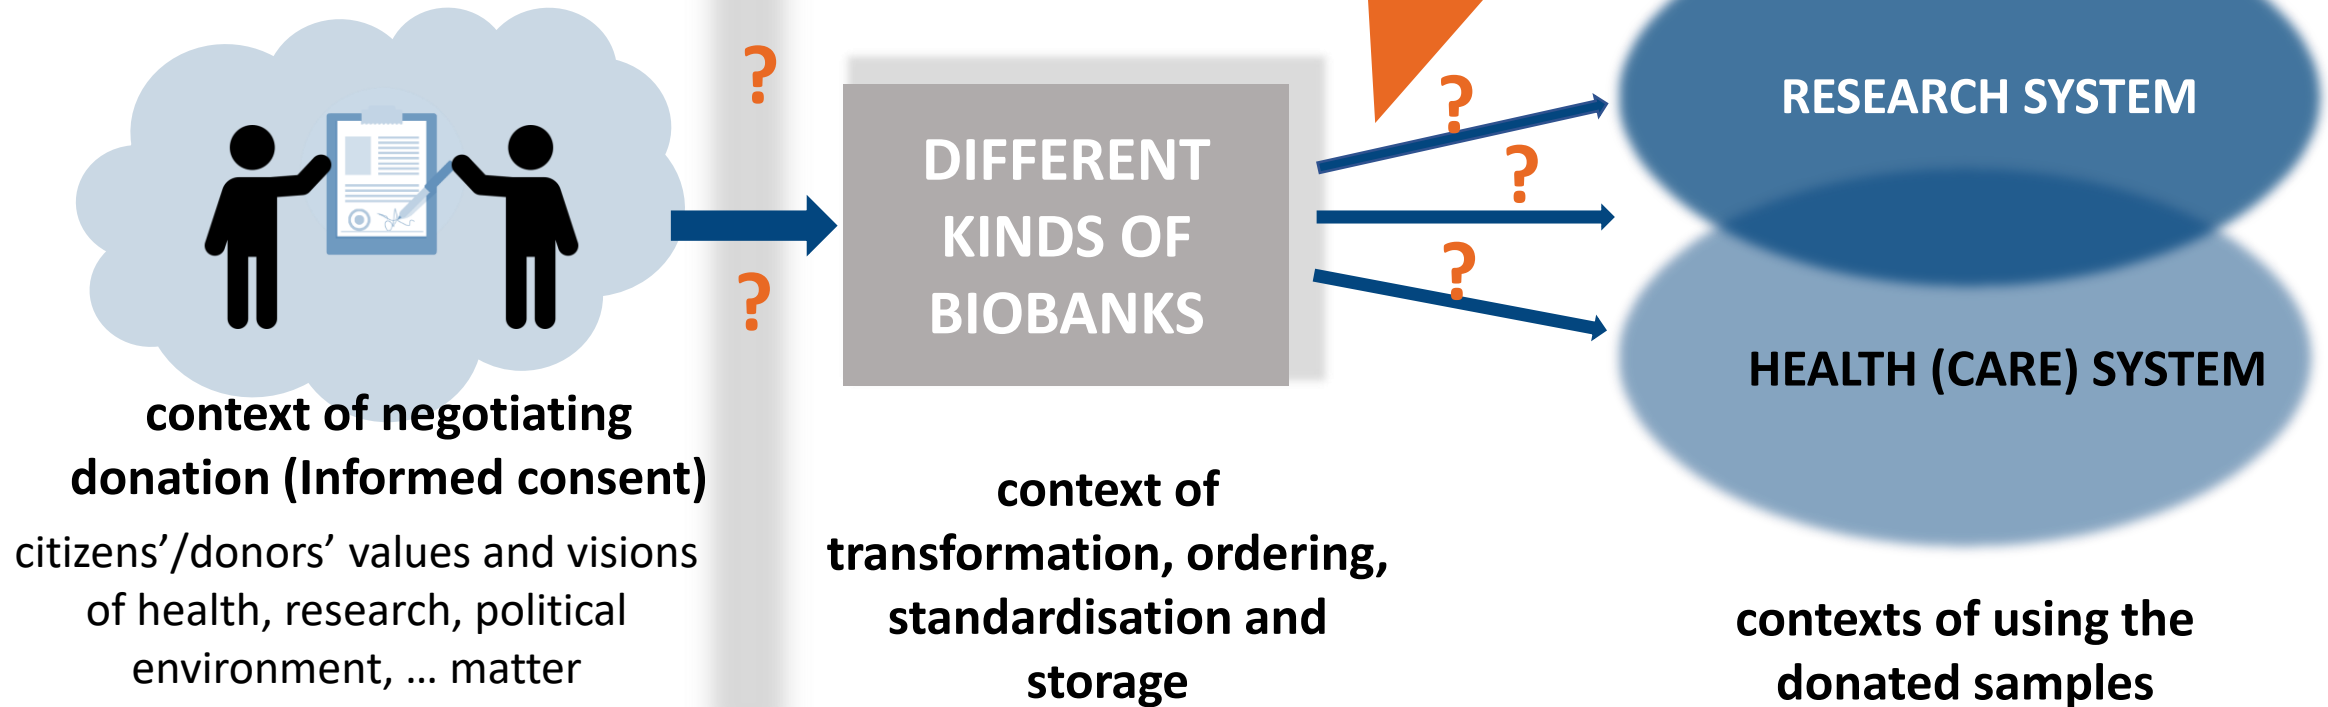 ?
?
context of negotiating
donation (Informed consent)
citizens’/donors’ values and visions
of health, research, political
environment, … matter
DIFFERENT
KINDS OF
BIOBANKS
context of
transformation, ordering,
standardisation and
storage
?
?
?
RESEARCH SYSTEM
HEALTH (CARE) SYSTEM
contexts of using the
donated samples